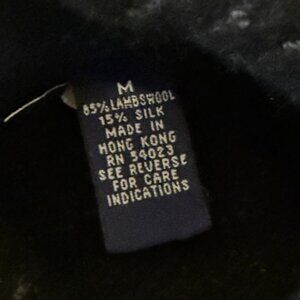 M
85% LAMBSWOOL
15% SILK
MADE IN
HONG KONG
RN 54023
SEE REVERSE
FOR CARE
INDICATIONS